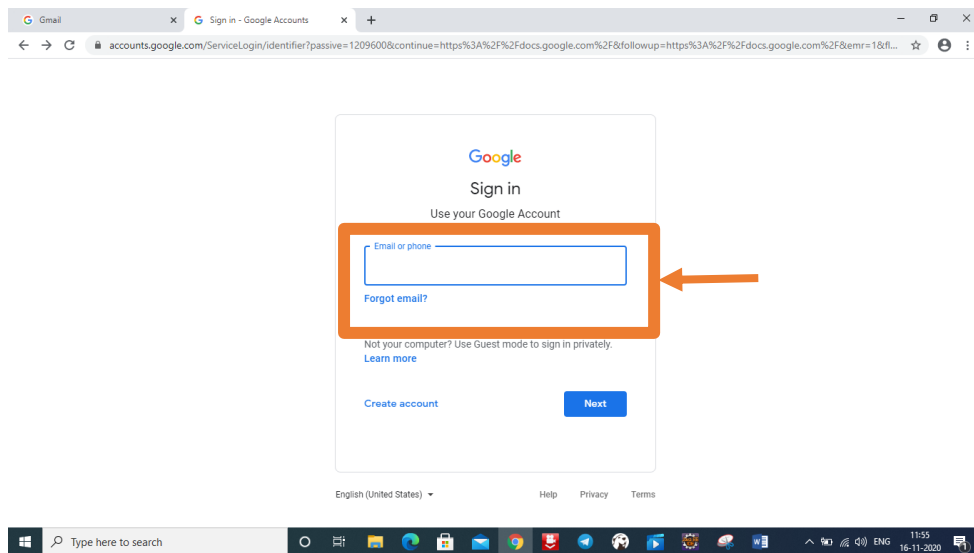 Gmail
Sign in - Google Accounts
accounts.google.com/ServiceLogin/identifier?passive=1209600&continue=https%3A%2F%2Fdocs.google.com%2F&followup=https%3A%2F%2Fdocs.google.com%2F&emr=1&fl...
Google
Sign in
Use your Google Account
Email or phone
Forgot email?
Not your computer? Use Guest mode to sign in privately.
Learn more
Create account
Next
English (United States)
Help Privacy Terms
Type here to search
ENG
11:55
16-11-2020